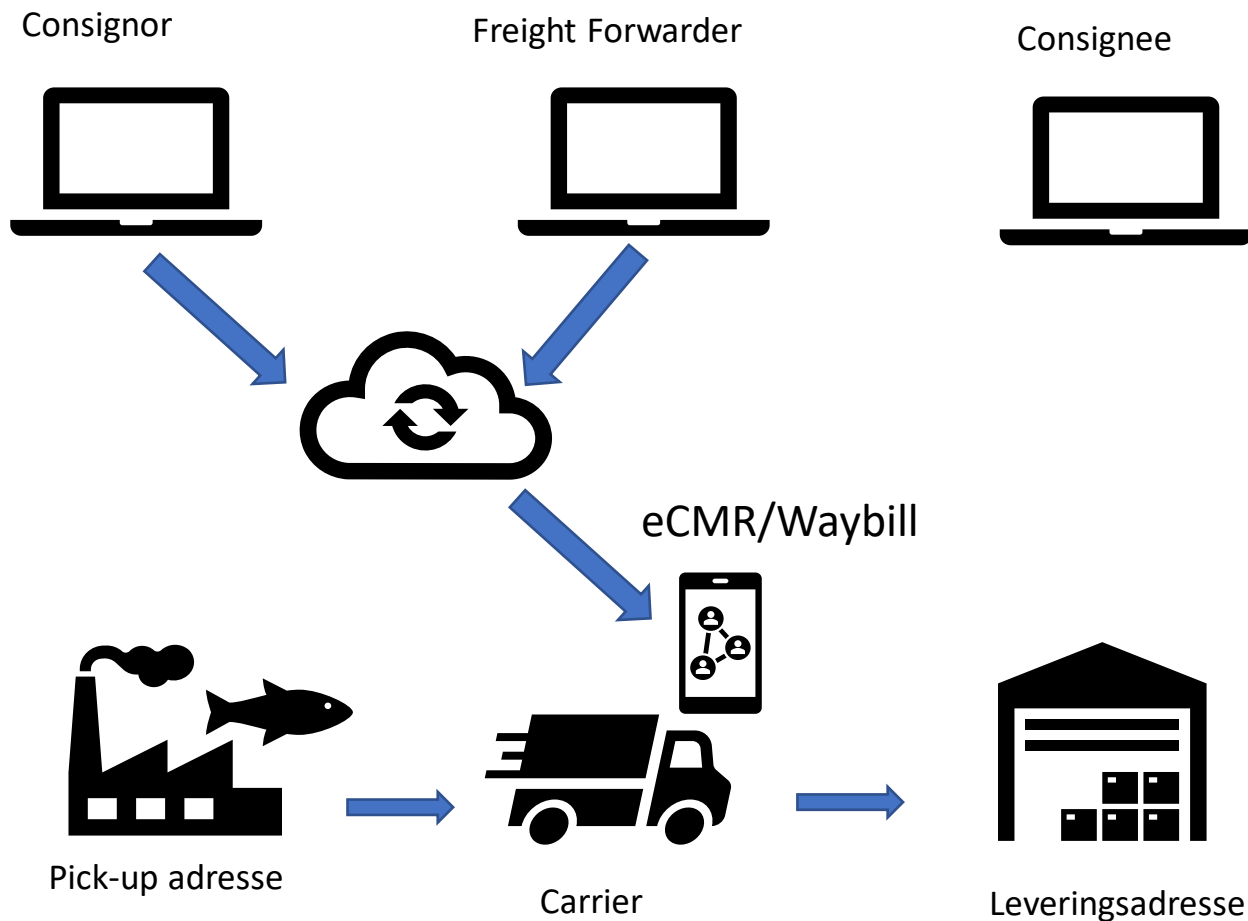 Consignor
Freight Forwarder
Consignee
eCMR/Waybill
Pick-up adresse
Carrier
Leveringsadresse